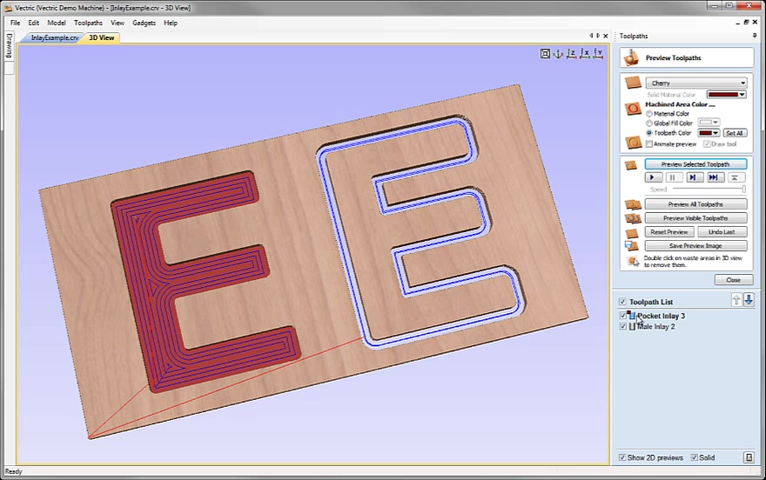 Vectric {Vectric Demo Machine} - [InlayExample.crv - 3D View]
File Edit Model Toolpaths View Gadgets Help
InlayExample.crv 3D View
Drawing
Toolpaths
Preview Toolpaths
Cherry
Solid Material Color
Machined Area Color ...
Material Color
Global Fill Color
Toolpath Color Set All
Animate preview Draw tool
Preview Selected Toolpath
Speed
Preview All Toolpaths
Preview Visible Toolpaths
Reset Preview Undo Last
Save Preview Image
Double click on waste areas in 3D view
to remove them.
Close
Toolpath List
Pocket Inlay 3
Male Inlay 2
Show 2D previews Solid
Ready